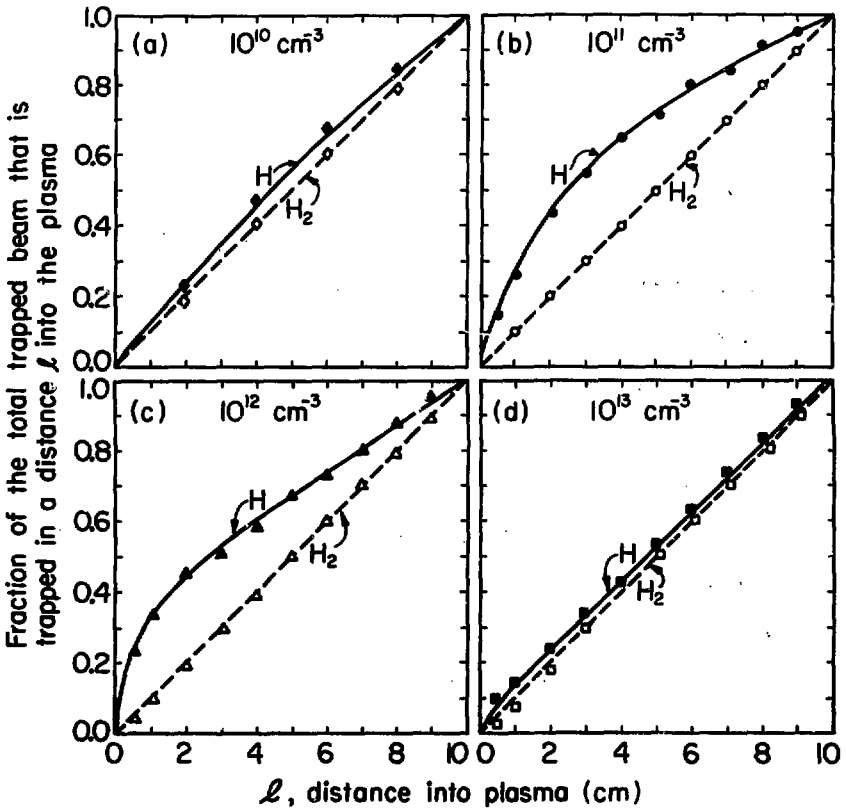 Fraction of the total trapped beam that is
trapped in a distance ℓ into the plasma
1.0
0.8
0.6
0.4
0.2
0.0
(a) 10¹⁰ cm⁻³
H
H₂
(b) 10¹¹ cm⁻³
H
H₂
1.0
0.8
0.6
0.4
0.2
0.0
(c) 10¹² cm⁻³
H
H₂
(d) 10¹³ cm⁻³
H
H₂
0 2 4 6 8 10 0 2 4 6 8 10
ℓ, distance into plasma (cm)